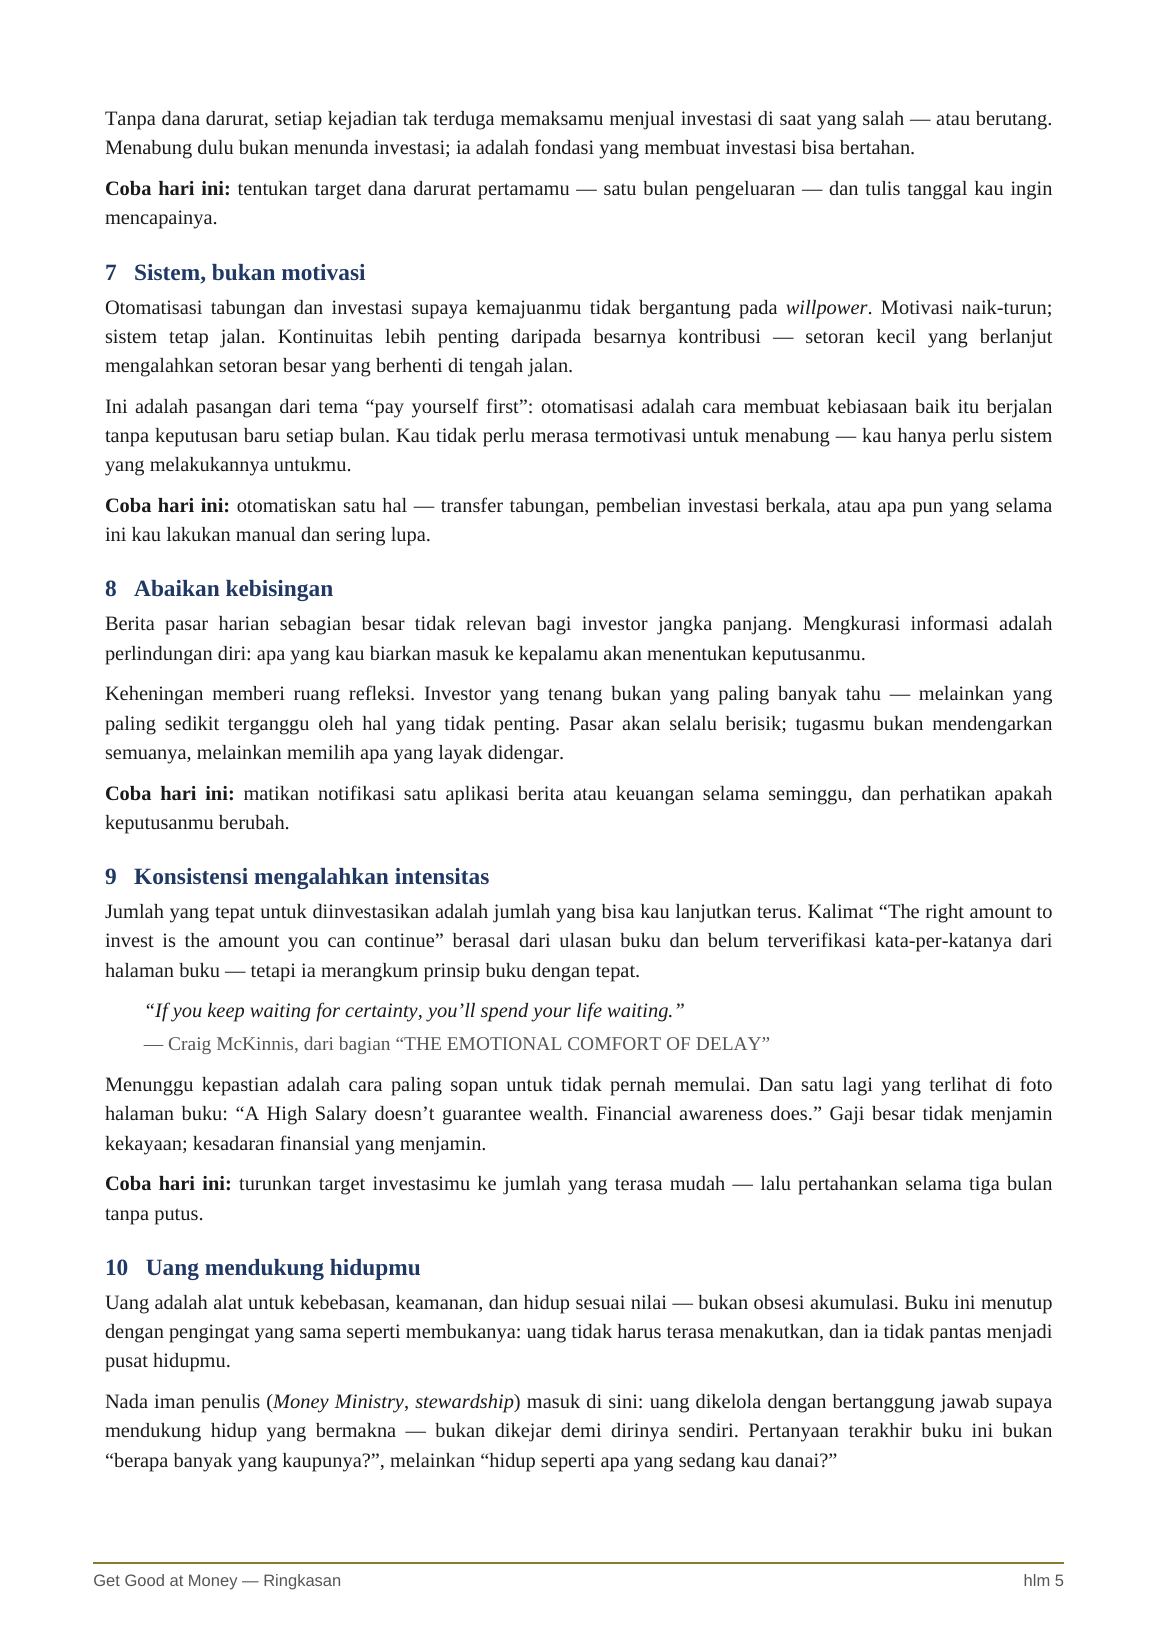 Tanpa dana darurat, setiap kejadian tak terduga memaksamu menjual investasi di saat yang salah — atau berutang.
Menabung dulu bukan menunda investasi; ia adalah fondasi yang membuat investasi bisa bertahan.
Coba hari ini: tentukan target dana darurat pertamamu — satu bulan pengeluaran — dan tulis tanggal kau ingin
mencapainya.
7 Sistem, bukan motivasi
Otomatisasi tabungan dan investasi supaya kemajuanmu tidak bergantung pada willpower. Motivasi naik-turun;
sistem tetap jalan. Kontinuitas lebih penting daripada besarnya kontribusi — setoran kecil yang berlanjut
mengalahkan setoran besar yang berhenti di tengah jalan.
Ini adalah pasangan dari tema “pay yourself first”: otomatisasi adalah cara membuat kebiasaan baik itu berjalan
tanpa keputusan baru setiap bulan. Kau tidak perlu merasa termotivasi untuk menabung — kau hanya perlu sistem
yang melakukannya untukmu.
Coba hari ini: otomatiskan satu hal — transfer tabungan, pembelian investasi berkala, atau apa pun yang selama
ini kau lakukan manual dan sering lupa.
8 Abaikan kebisingan
Berita pasar harian sebagian besar tidak relevan bagi investor jangka panjang. Mengkurasi informasi adalah
perlindungan diri: apa yang kau biarkan masuk ke kepalamu akan menentukan keputusanmu.
Keheningan memberi ruang refleksi. Investor yang tenang bukan yang paling banyak tahu — melainkan yang
paling sedikit terganggu oleh hal yang tidak penting. Pasar akan selalu berisik; tugasmu bukan mendengarkan
semuanya, melainkan memilih apa yang layak didengar.
Coba hari ini: matikan notifikasi satu aplikasi berita atau keuangan selama seminggu, dan perhatikan apakah
keputusanmu berubah.
9 Konsistensi mengalahkan intensitas
Jumlah yang tepat untuk diinvestasikan adalah jumlah yang bisa kau lanjutkan terus. Kalimat “The right amount to
invest is the amount you can continue” berasal dari ulasan buku dan belum terverifikasi kata-per-katanya dari
halaman buku — tetapi ia merangkum prinsip buku dengan tepat.
“If you keep waiting for certainty, you’ll spend your life waiting.”
— Craig McKinnis, dari bagian “THE EMOTIONAL COMFORT OF DELAY”
Menunggu kepastian adalah cara paling sopan untuk tidak pernah memulai. Dan satu lagi yang terlihat di foto
halaman buku: “A High Salary doesn’t guarantee wealth. Financial awareness does.” Gaji besar tidak menjamin
kekayaan; kesadaran finansial yang menjamin.
Coba hari ini: turunkan target investasimu ke jumlah yang terasa mudah — lalu pertahankan selama tiga bulan
tanpa putus.
10 Uang mendukung hidupmu
Uang adalah alat untuk kebebasan, keamanan, dan hidup sesuai nilai — bukan obsesi akumulasi. Buku ini menutup
dengan pengingat yang sama seperti membukanya: uang tidak harus terasa menakutkan, dan ia tidak pantas menjadi
pusat hidupmu.
Nada iman penulis (Money Ministry, stewardship) masuk di sini: uang dikelola dengan bertanggung jawab supaya
mendukung hidup yang bermakna — bukan dikejar demi dirinya sendiri. Pertanyaan terakhir buku ini bukan
“berapa banyak yang kaupunya?”, melainkan “hidup seperti apa yang sedang kau danai?”
Get Good at Money — Ringkasan
hlm 5